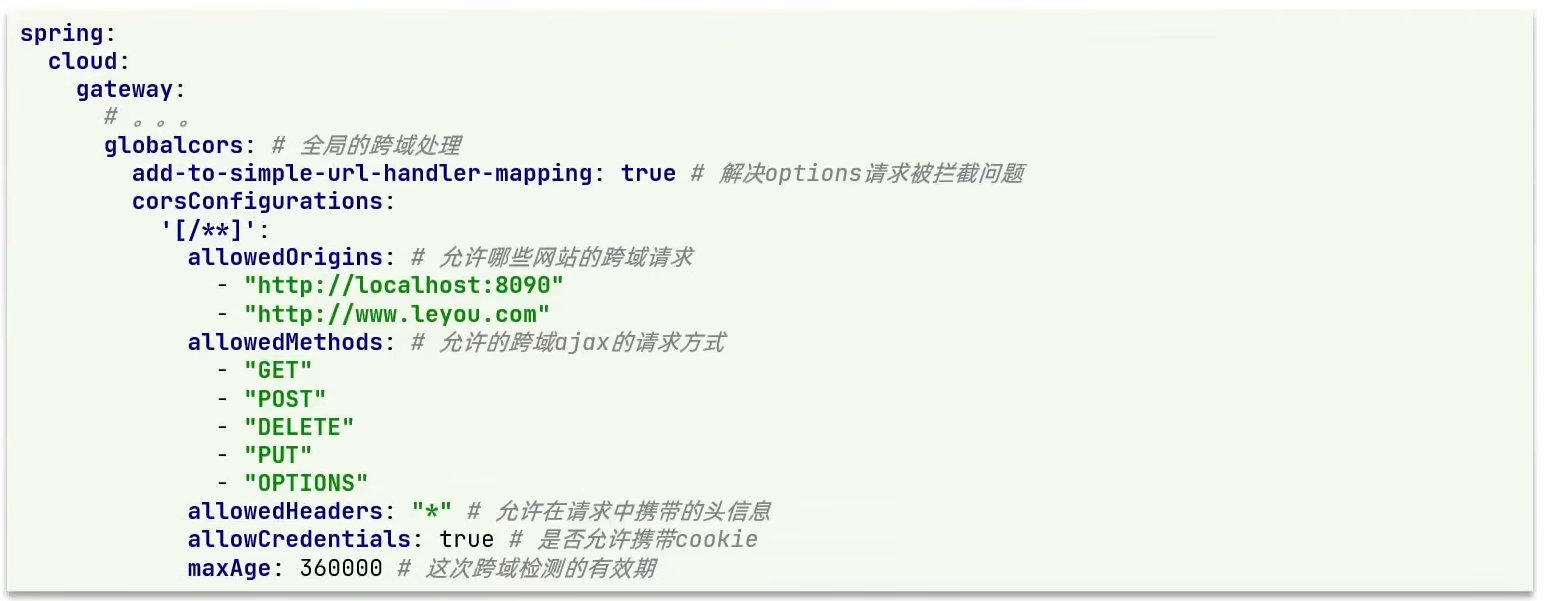 spring:
  cloud:
    gateway:
      # 。。。
      globalcors: # 全局的跨域处理
        add-to-simple-url-handler-mapping: true # 解决options请求被拦截问题
        corsConfigurations:
          '[/**]':
            allowedOrigins: # 允许哪些网站的跨域请求
              - "http://localhost:8090"
              - "http://www.leyou.com"
            allowedMethods: # 允许的跨域ajax的请求方式
              - "GET"
              - "POST"
              - "DELETE"
              - "PUT"
              - "OPTIONS"
            allowedHeaders: "*" # 允许在请求中携带的头信息
            allowCredentials: true # 是否允许携带cookie
            maxAge: 360000 # 这次跨域检测的有效期